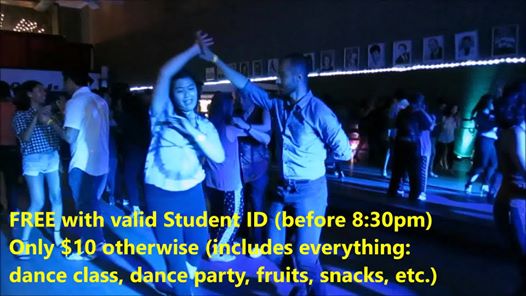 FREE with valid Student ID (before 8:30pm)
Only $10 otherwise (includes everything:
dance class, dance party, fruits, snacks, etc.)